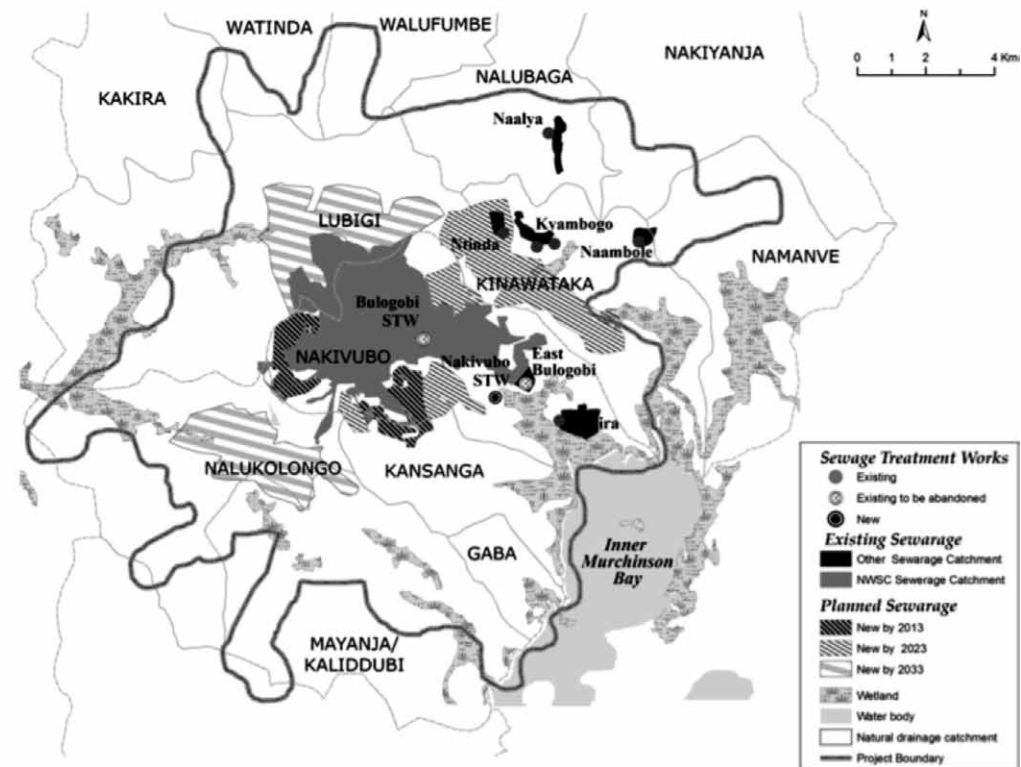 WATINDA
WALUFUMBE
NAKIYANJA
NALUBAGA
KAKIRA
N
0 1 2 4 Km
Naalya
LUBIGI
Kyambogo
Ntinda
Naambole
NAMANVE
KINAWATAKA
Bulogobi
STW
NAKIVUBO
Nakivubo
STW
East
Bulogobi
ira
NALUKOLONGO
KANSANGA
GABA
Inner
Murchinson
Bay
MAYANJA/
KALIDDUBI
Sewage Treatment Works
Existing
Existing to be abandoned
New
Existing Sewarage
Other Sewarage Catchment
NWSC Sewerage Catchment
Planned Sewarage
New by 2013
New by 2023
New by 2033
Wetland
Water body
Natural drainage catchment
Project Boundary